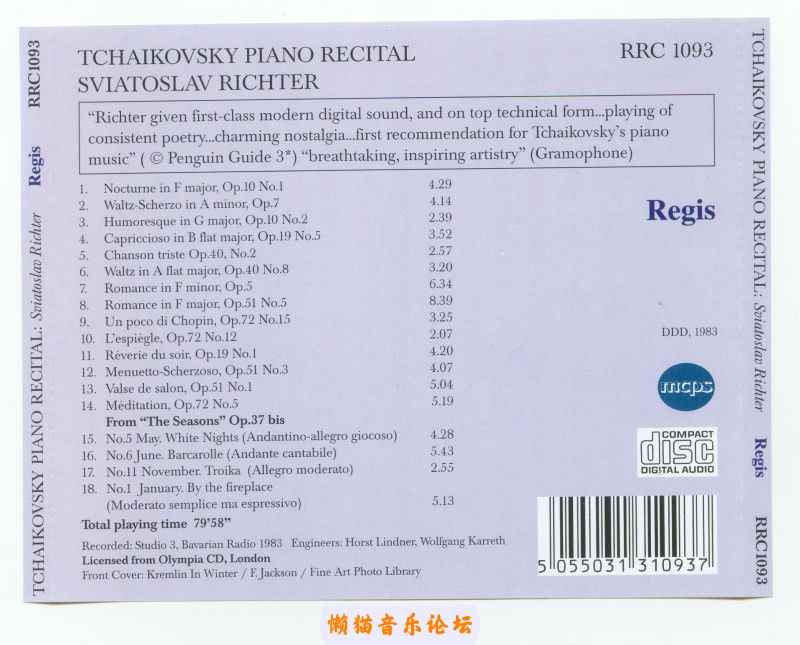 TCHAIKOVSKY PIANO RECITAL
SVIATOSLAV RICHTER
RRC 1093
“Richter given first-class modern digital sound, and on top technical form...playing of
consistent poetry...charming nostalgia...first recommendation for Tchaikovsky's piano
music” ( © Penguin Guide 3*) “breathtaking, inspiring artistry” (Gramophone)
1. Nocturne in F major, Op.10 No.1 4.29
2. Waltz-Scherzo in A minor, Op.7 4.14
3. Humoresque in G major, Op.10 No.2 2.39
4. Capriccioso in B flat major, Op.19 No.5 3.52
5. Chanson triste Op.40, No.2 2.57
6. Waltz in A flat major, Op.40 No.8 3.20
7. Romance in F minor, Op.5 6.34
8. Romance in F major, Op.51 No.5 8.39
9. Un poco di Chopin, Op.72 No.15 3.25
10. L'espiègle, Op.72 No.12 2.07
11. Rêverie du soir, Op.19 No.1 4.20
12. Menuetto-Scherzoso, Op.51 No.3 4.07
13. Valse de salon, Op.51 No.1 5.04
14. Méditation, Op.72 No.5 5.19
From “The Seasons” Op.37 bis
15. No.5 May. White Nights (Andantino-allegro giocoso) 4.28
16. No.6 June. Barcarolle (Andante cantabile) 5.43
17. No.11 November. Troika (Allegro moderato) 2.55
18. No.1 January. By the fireplace
(Moderato semplice ma espressivo) 5.13
Total playing time 79'58”
Recorded: Studio 3, Bavarian Radio 1983 Engineers: Horst Lindner, Wolfgang Karreth
Licensed from Olympia CD, London
Front Cover: Kremlin In Winter / F. Jackson / Fine Art Photo Library
Regis
DDD, 1983
mcps
COMPACT
disc
DIGITAL AUDIO
5 055031 310937
TCHAIKOVSKY PIANO RECITAL: Sviatoslav Richter Regis RRC1093
TCHAIKOVSKY PIANO RECITAL: Sviatoslav Richter Regis RRC1093
懒猫音乐论坛